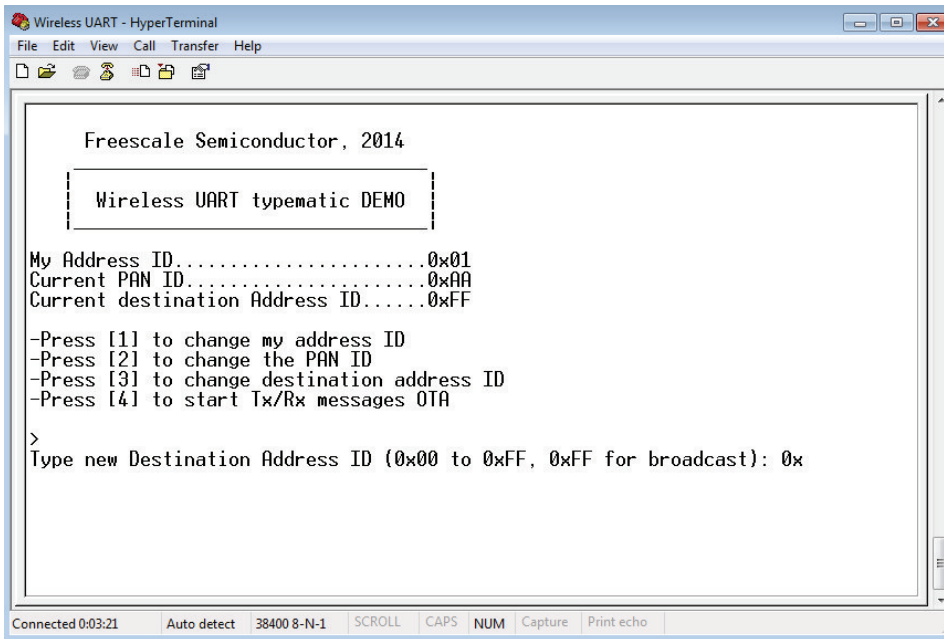 Wireless UART - HyperTerminal
File Edit View Call Transfer Help
Freescale Semiconductor, 2014
Wireless UART typematic DEMO
My Address ID.......................0x01
Current PAN ID......................0xAA
Current destination Address ID......0xFF
-Press [1] to change my address ID
-Press [2] to change the PAN ID
-Press [3] to change destination address ID
-Press [4] to start Tx/Rx messages OTA
>
Type new Destination Address ID (0x00 to 0xFF, 0xFF for broadcast): 0x
Connected 0:03:21 Auto detect 38400 8-N-1 SCROLL CAPS NUM Capture Print echo